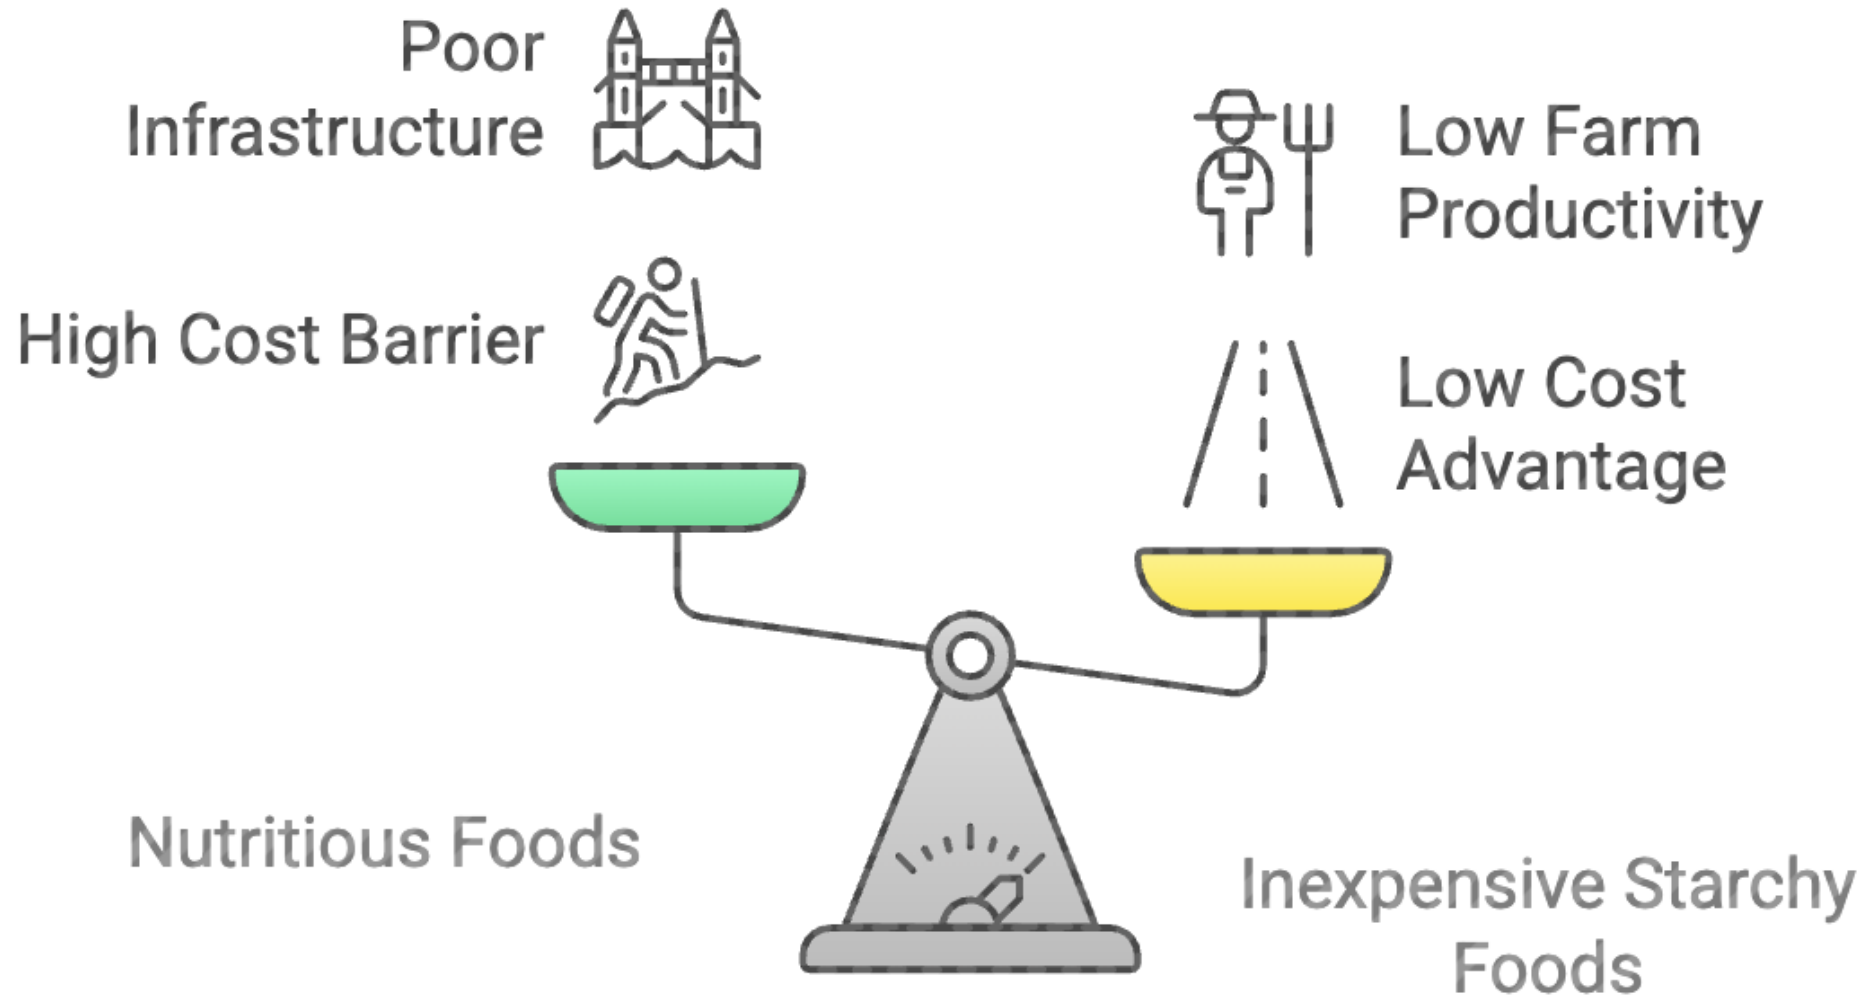 Poor
Infrastructure
High Cost Barrier
Low Farm
Productivity
Low Cost
Advantage
Nutritious Foods
Inexpensive Starchy
Foods